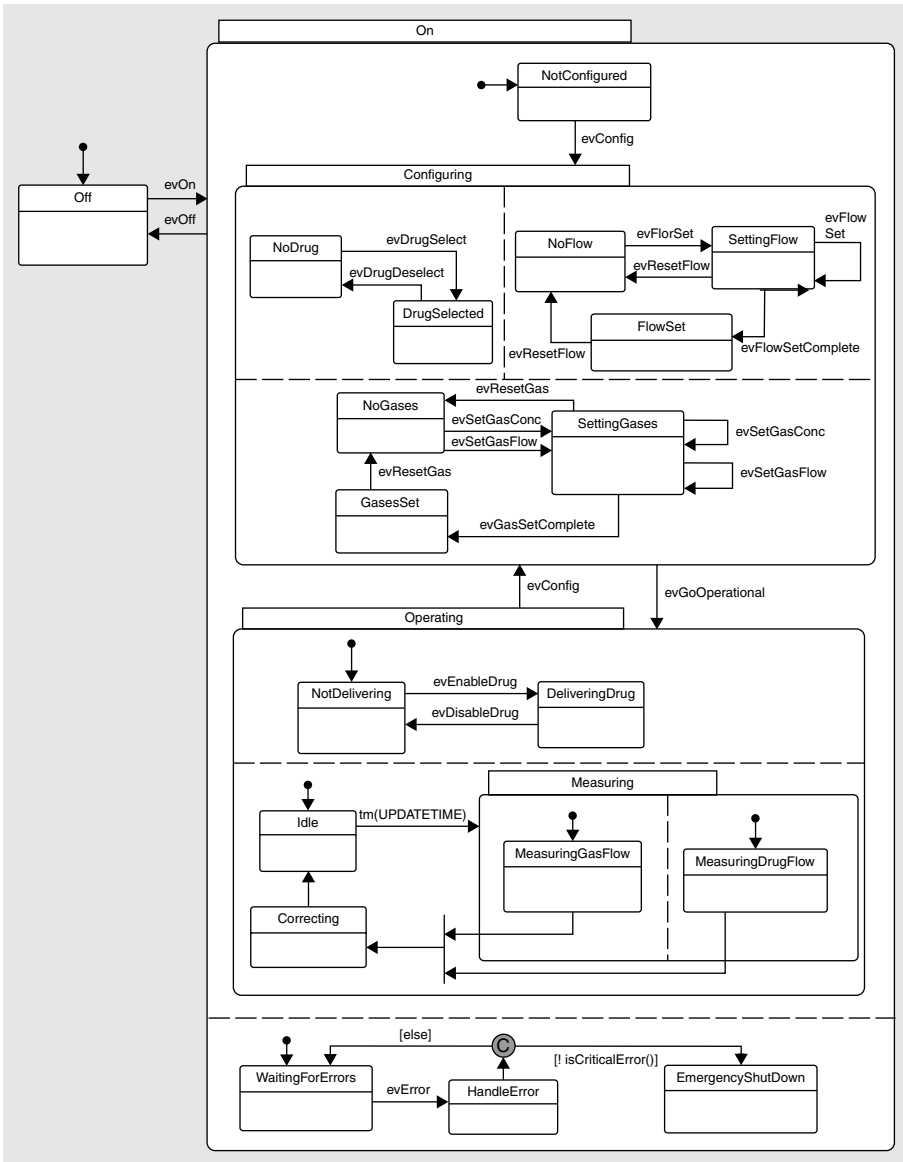 On
NotConfigured
evConfig
Configuring
Off
evOn
evOff
NoDrug
evDrugSelect
evDrugDeselect
DrugSelected
NoFlow
evFlorSet
evResetFlow
SettingFlow
evFlow
Set
FlowSet
evResetFlow
evFlowSetComplete
evResetGas
NoGases
evSetGasConc
evSetGasFlow
SettingGases
evSetGasConc
evSetGasFlow
evResetGas
GasesSet
evGasSetComplete
evConfig
evGoOperational
Operating
NotDelivering
evEnableDrug
evDisableDrug
DeliveringDrug
Measuring
Idle
tm(UPDATETIME)
MeasuringGasFlow
MeasuringDrugFlow
Correcting
[else]
C
[! isCriticalError()]
WaitingForErrors
evError
HandleError
EmergencyShutDown